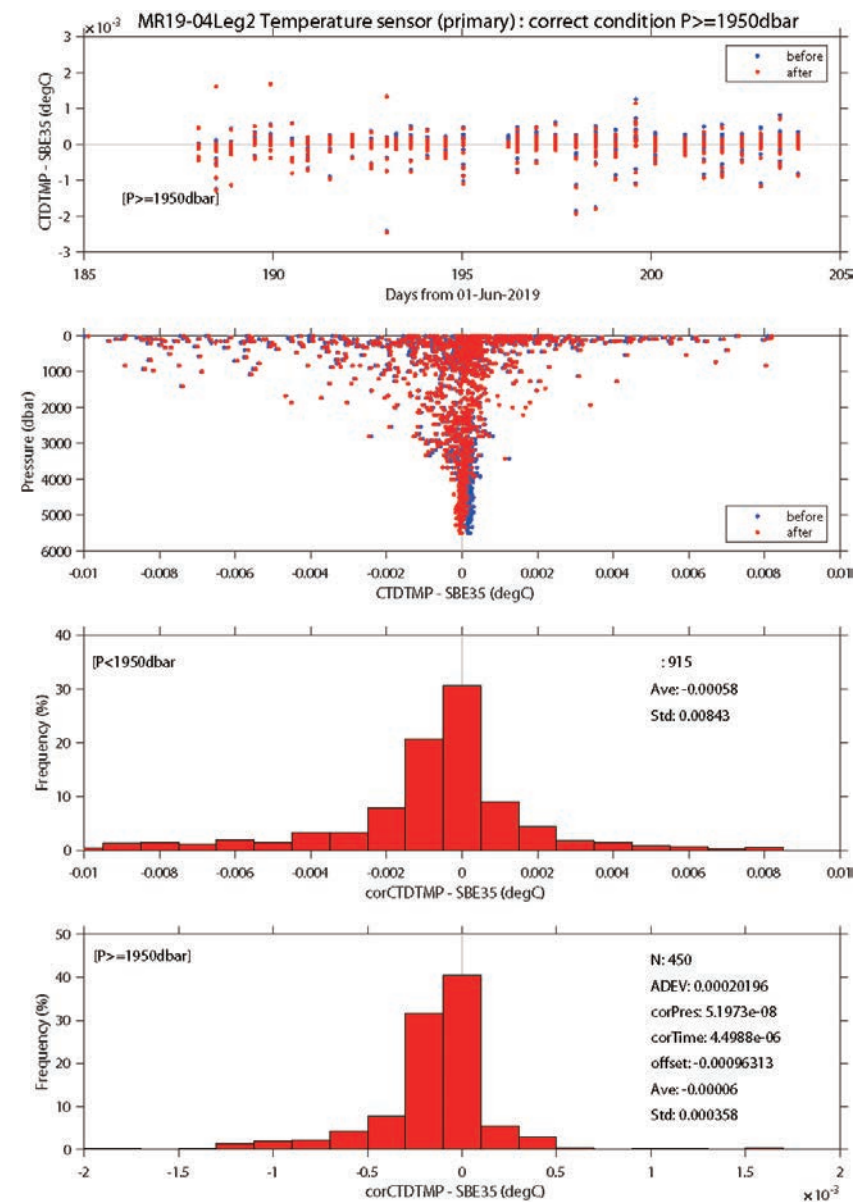 MR19-04Leg2 Temperature sensor (primary) : correct condition P>=1950dbar
×10⁻³
3
2
1
0
-1
-2
-3
CTDTMP - SBE35 (degC)
before
after
[P>=1950dbar]
185 190 195 200 205
Days from 01-Jun-2019
0
1000
2000
3000
4000
5000
6000
Pressure (dbar)
before
after
-0.01 -0.008 -0.006 -0.004 -0.002 0 0.002 0.004 0.006 0.008 0.01
CTDTMP - SBE35 (degC)
40
30
20
10
0
Frequency (%)
[P<1950dbar
: 915
Ave: -0.00058
Std: 0.00843
-0.01 -0.008 -0.006 -0.004 -0.002 0 0.002 0.004 0.006 0.008 0.01
corCTDTMP - SBE35 (degC)
50
40
30
20
10
0
Frequency (%)
[P>=1950dbar]
N: 450
ADEV: 0.00020196
corPres: 5.1973e-08
corTime: 4.4988e-06
offset: -0.00096313
Ave: -0.00006
Std: 0.000358
-2 -1.5 -1 -0.5 0 0.5 1 1.5 2
×10⁻³
corCTDTMP - SBE35 (degC)